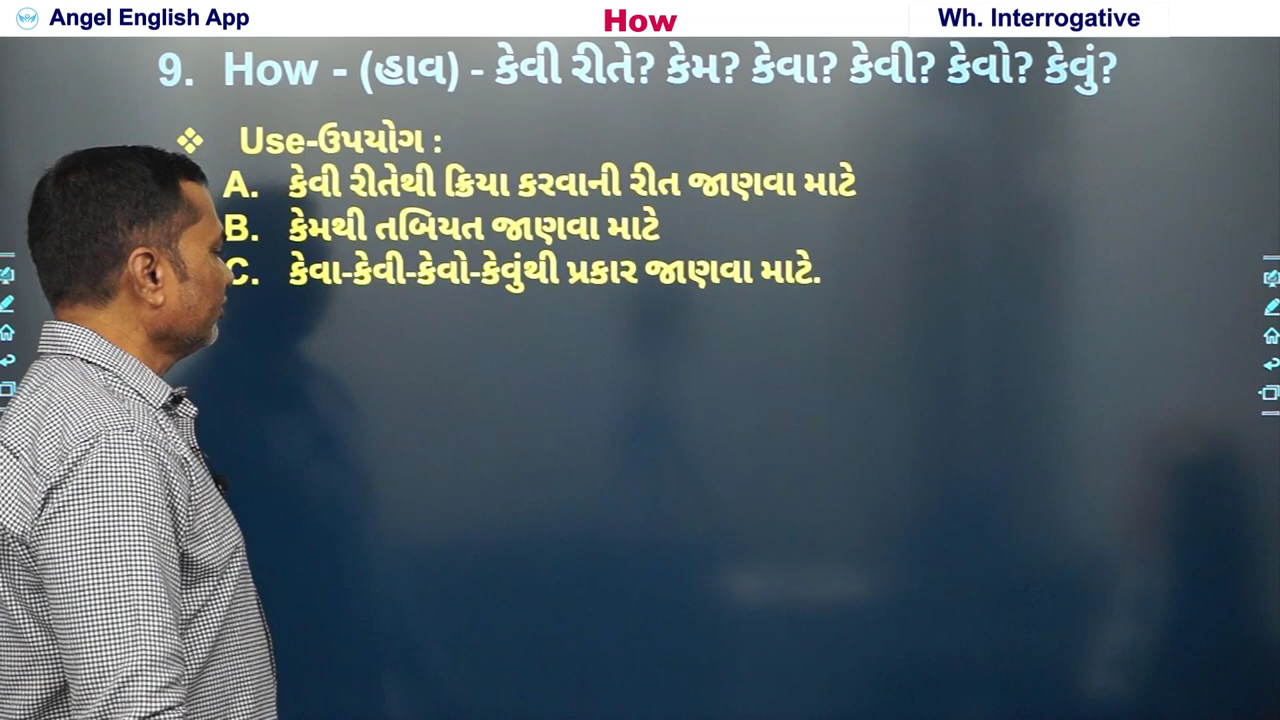 Angel English App
How
Wh. Interrogative
9. How - (હાવ) - કેવી રીતે? કેમ? કેવા? કેવી? કેવો? કેવું?
❖ Use-ઉપયોગ :
A. કેવી રીતેથી ક્રિયા કરવાની રીત જાણવા માટે
B. કેમથી તબિયત જાણવા માટે
C. કેવા-કેવી-કેવો-કેવુંથી પ્રકાર જાણવા માટે.